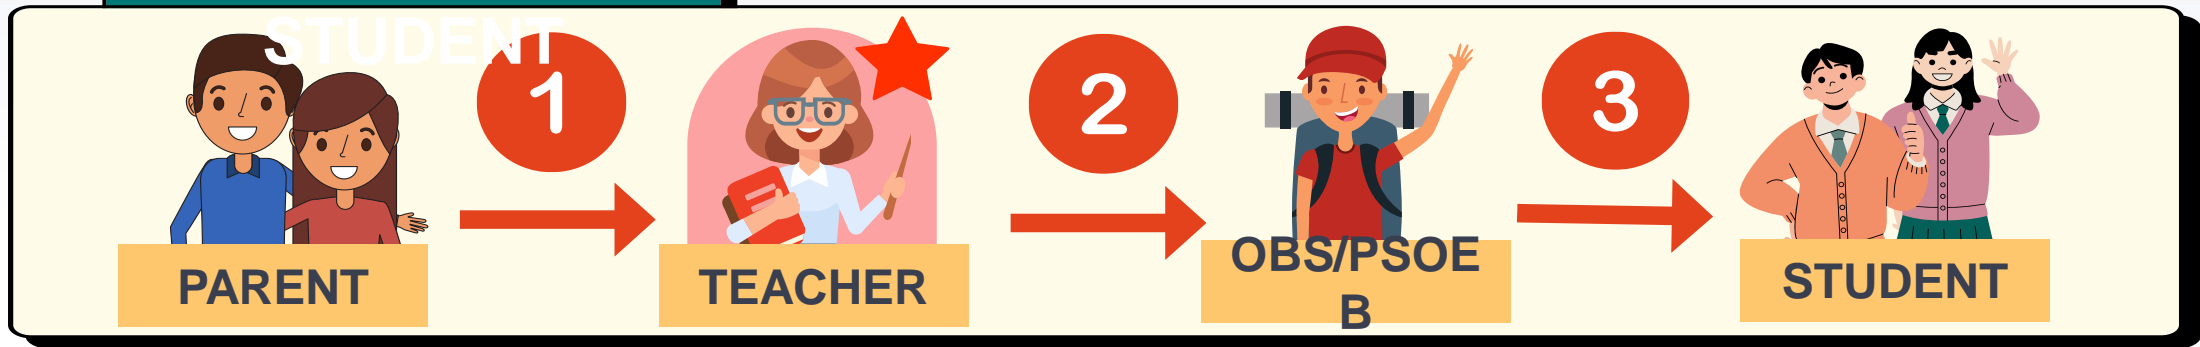 STUDENT
1
2
3
PARENT
TEACHER
OBS/PSOE
B
STUDENT